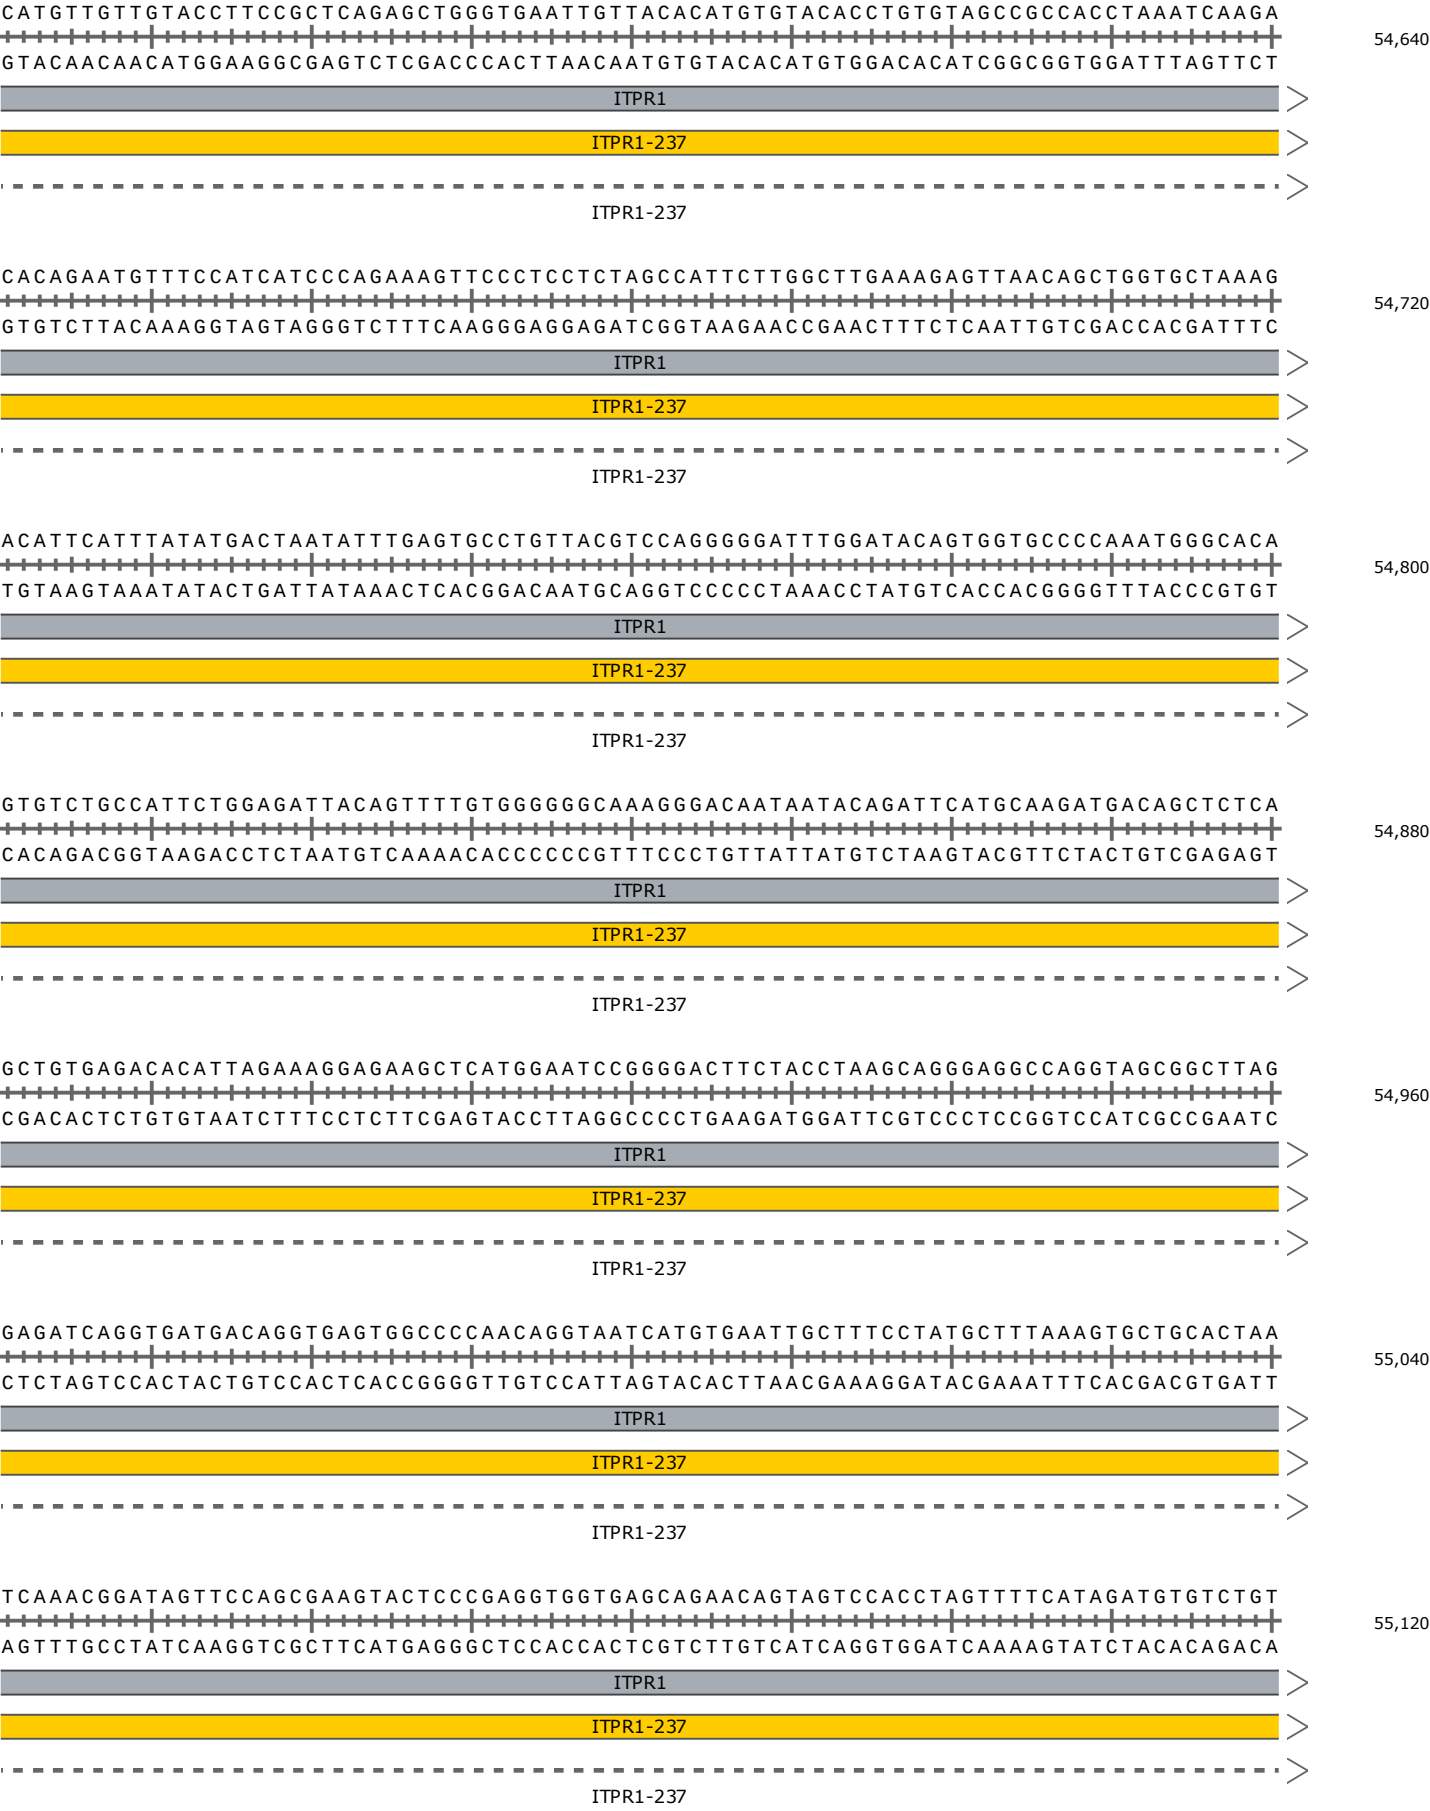 CATGTTGTTGTACCTTCCGCTCAGAGCTGGGTGAATTGTTACACATGTGTACACCTGTGTAGCCGCCACCTAAATCAAGA
54,640
GTACAACAACATGGAAGGCGAGTCTCGACCCACTTAACAATGTGTACACATGTGGACACATCGGCGGTGGATTTAGTTCT
ITPR1
ITPR1-237
ITPR1-237
CACAGAATGTTTCCATCATCCCAGAAAGTTCCCTCCTCTAGCCATTCTTGGCTTGAAAGAGTTAACAGCTGGTGCTAAAG
54,720
GTGTCTTACAAAGGTAGTAGGGTCTTTCAAGGGAGGAGATCGGTAAGAACCGAACTTTCTCAATTGTCGACCACGATTTC
ITPR1
ITPR1-237
ITPR1-237
ACATTCATTTATATGACTAATATTTGAGTGCCTGTTACGTCCAGGGGGATTTGGATACAGTGGTGCCCCAAATGGGCACA
54,800
TGTAAGTAAATATACTGATTATAAACTCACGGACAATGCAGGTCCCCCTAAACCTATGTCACCACGGGGTTTACCCGTGT
ITPR1
ITPR1-237
ITPR1-237
GTGTCTGCCATTCTGGAGATTACAGTTTTGTGGGGGGCAAAGGGACAATAATACAGATTCATGCAAGATGACAGCTCTCA
54,880
CACAGACGGTAAGACCTCTAATGTCAAAACACCCCCCGTTTCCCTGTTATTATGTCTAAGTACGTTCTACTGTCGAGAGT
ITPR1
ITPR1-237
ITPR1-237
GCTGTGAGACACATTAGAAAGGAGAAGCTCATGGAATCCGGGGACTTCTACCTAAGCAGGGAGGCCAGGTAGCGGCTTAG
54,960
CGACACTCTGTGTAATCTTTCCTCTTCGAGTACCTTAGGCCCCTGAAGATGGATTCGTCCCTCCGGTCCATCGCCGAATC
ITPR1
ITPR1-237
ITPR1-237
GAGATCAGGTGATGACAGGTGAGTGGCCCCAACAGGTAATCATGTGAATTGCTTTCCTATGCTTTAAAGTGCTGCACTAA
55,040
CTCTAGTCCACTACTGTCCACTCACCGGGGTTGTCCATTAGTACACTTAACGAAAGGATACGAAATTTCACGACGTGATT
ITPR1
ITPR1-237
ITPR1-237
TCAAACGGATAGTTCCAGCGAAGTACTCCCGAGGTGGTGAGCAGAACAGTAGTCCACCTAGTTTTCATAGATGTGTCTGT
55,120
AGTTTGCCTATCAAGGTCGCTTCATGAGGGCTCCACCACTCGTCTTGTCATCAGGTGGATCAAAAGTATCTACACAGACA
ITPR1
ITPR1-237
ITPR1-237